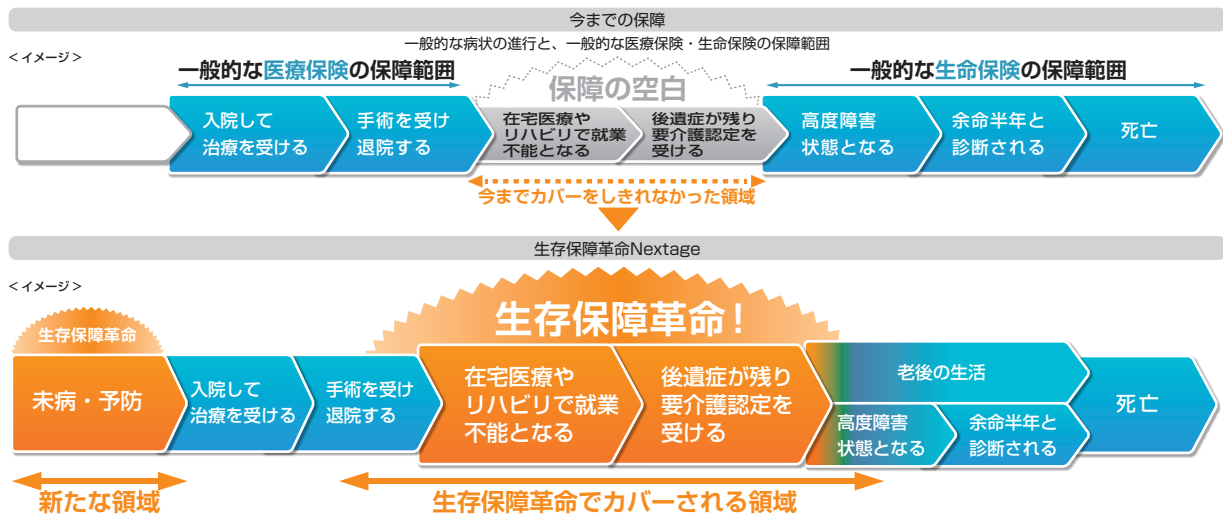 今までの保障
<イメージ>
一般的な病状の進行と、一般的な医療保険・生命保険の保障範囲
一般的な医療保険の保障範囲
保障の空白
一般的な生命保険の保障範囲
入院して
治療を受ける
手術を受け
退院する
在宅医療や
リハビリで就業
不能となる
後遺症が残り
要介護認定を
受ける
高度障害
状態となる
余命半年と
診断される
死亡
今までカバーをしきれなかった領域
生存保障革命Nextage
<イメージ>
生存保障革命
生存保障革命!
未病・予防
入院して
治療を受ける
手術を受け
退院する
在宅医療や
リハビリで就業
不能となる
後遺症が残り
要介護認定を
受ける
老後の生活
高度障害
状態となる
余命半年と
診断される
死亡
新たな領域
生存保障革命でカバーされる領域